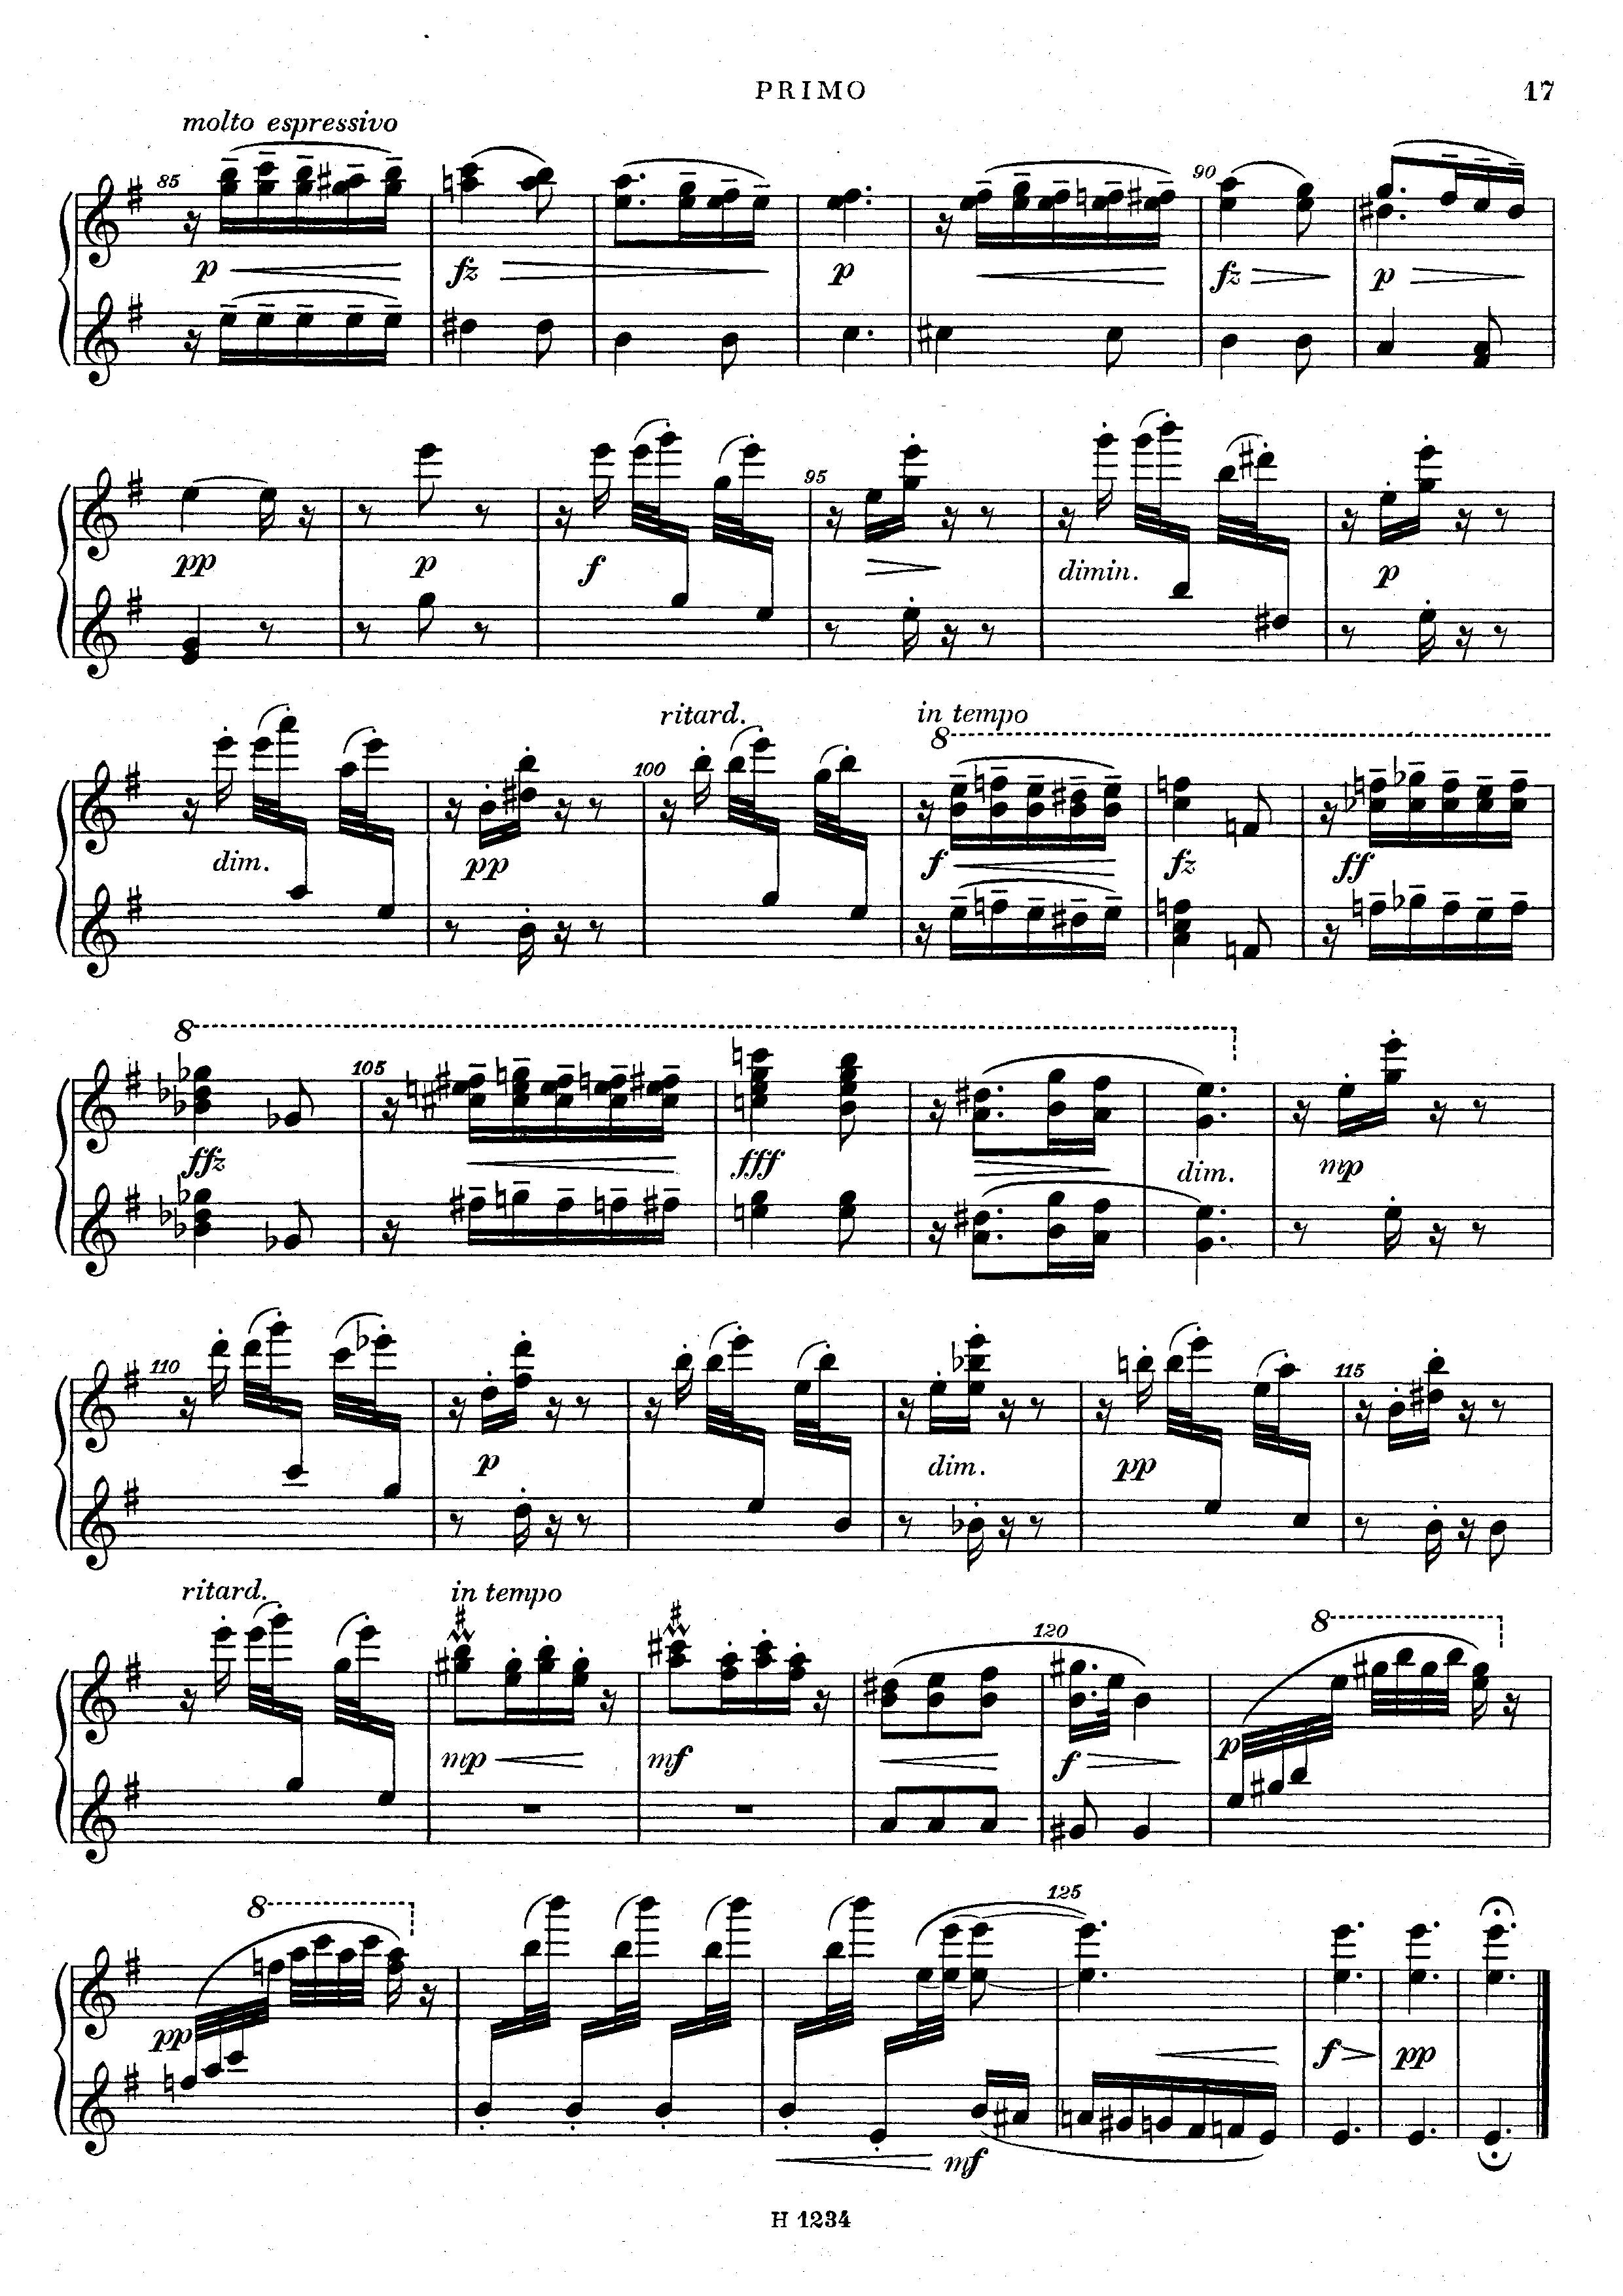 PRIMO 17
molto espressivo
85 90
p fz p fz p
95
pp p f dimin. p
ritard. in tempo
100 8
dim. pp f fz ff
8 105
ffz fff dim. mp
110 115
p dim. pp
ritard. in tempo
120 8
mp mf f p
8 125
pp f pp
mf
H 1234